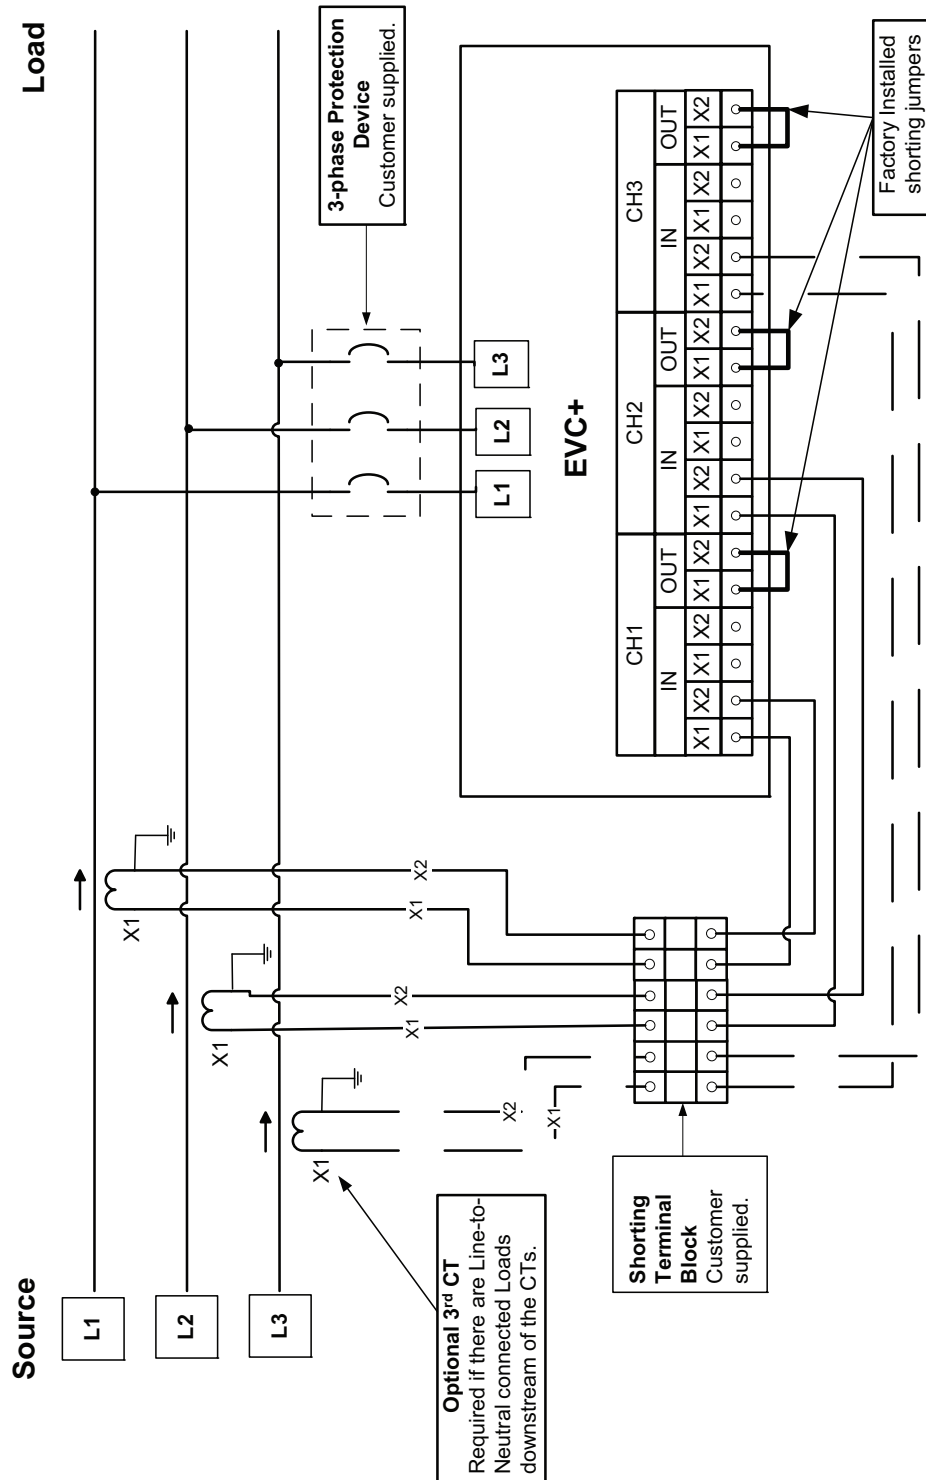 Source
Load
L1
L2
L3
X1
X1
X1
X2
X1
X2
X1
X2
X1
3-phase Protection
Device
Customer supplied.
Optional 3rd CT
Required if there are Line-to-
Neutral connected Loads
downstream of the CTs.
L1
L2
L3
EVC+
CH1
CH2
CH3
IN
OUT
IN
OUT
IN
OUT
X1
X2
X1
X2
X1
X2
X1
X2
X1
X2
X1
X2
X1
X2
X1
X2
X1
X2
Shorting
Terminal
Block
Customer
supplied.
Factory Installed
shorting jumpers